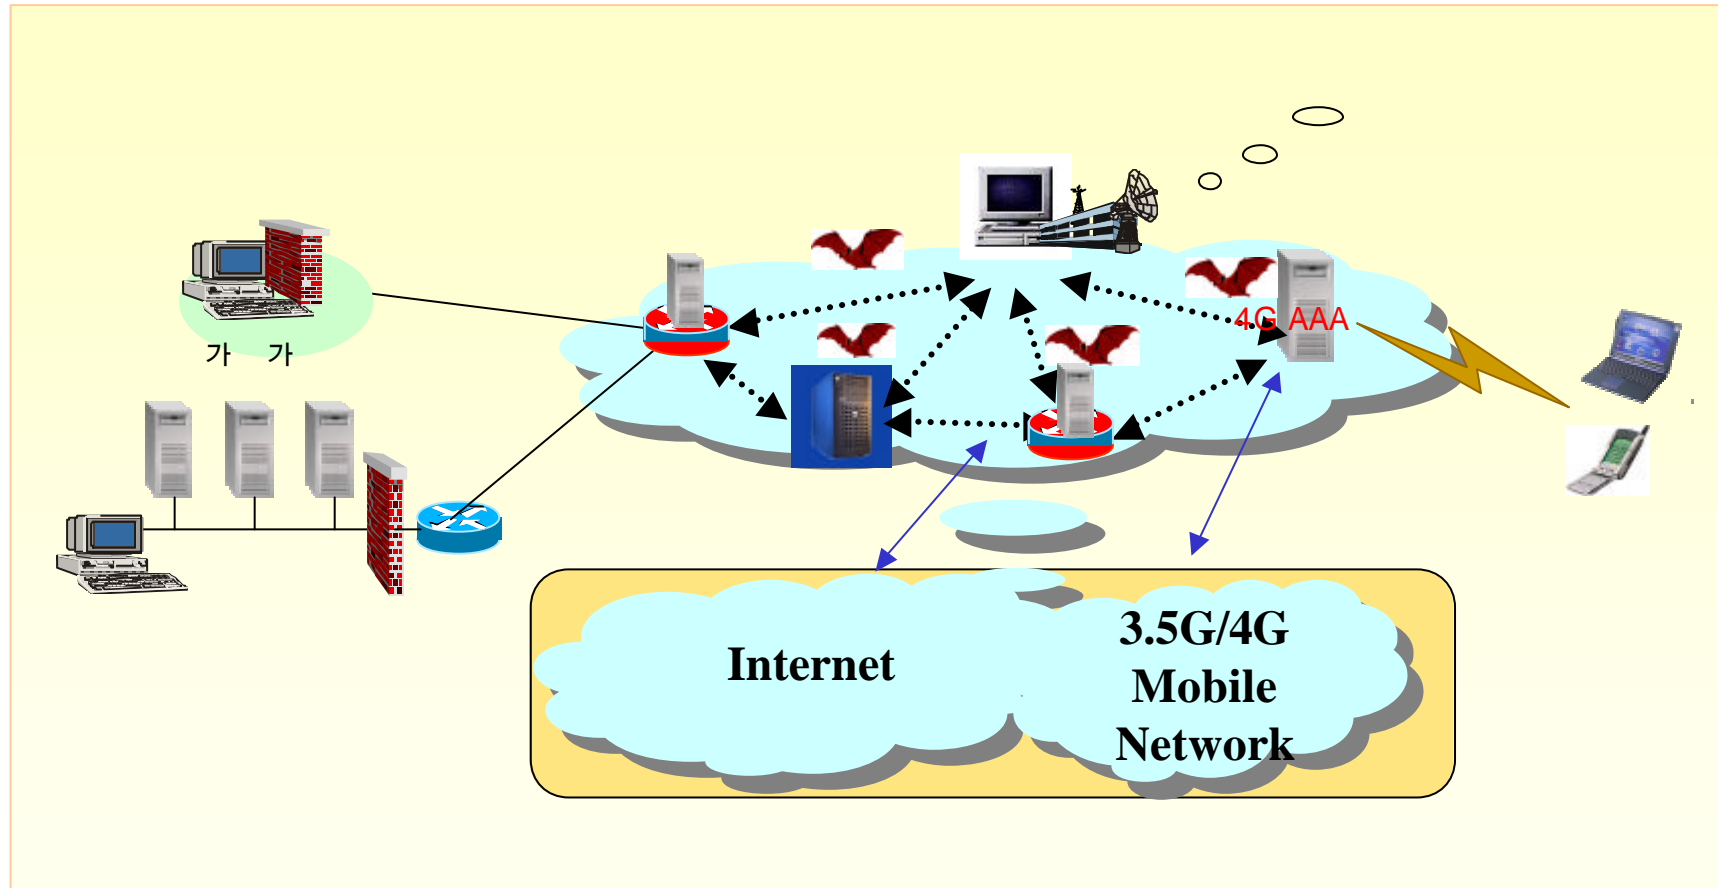 4G AAA
가 가
Internet
3.5G/4G
Mobile
Network